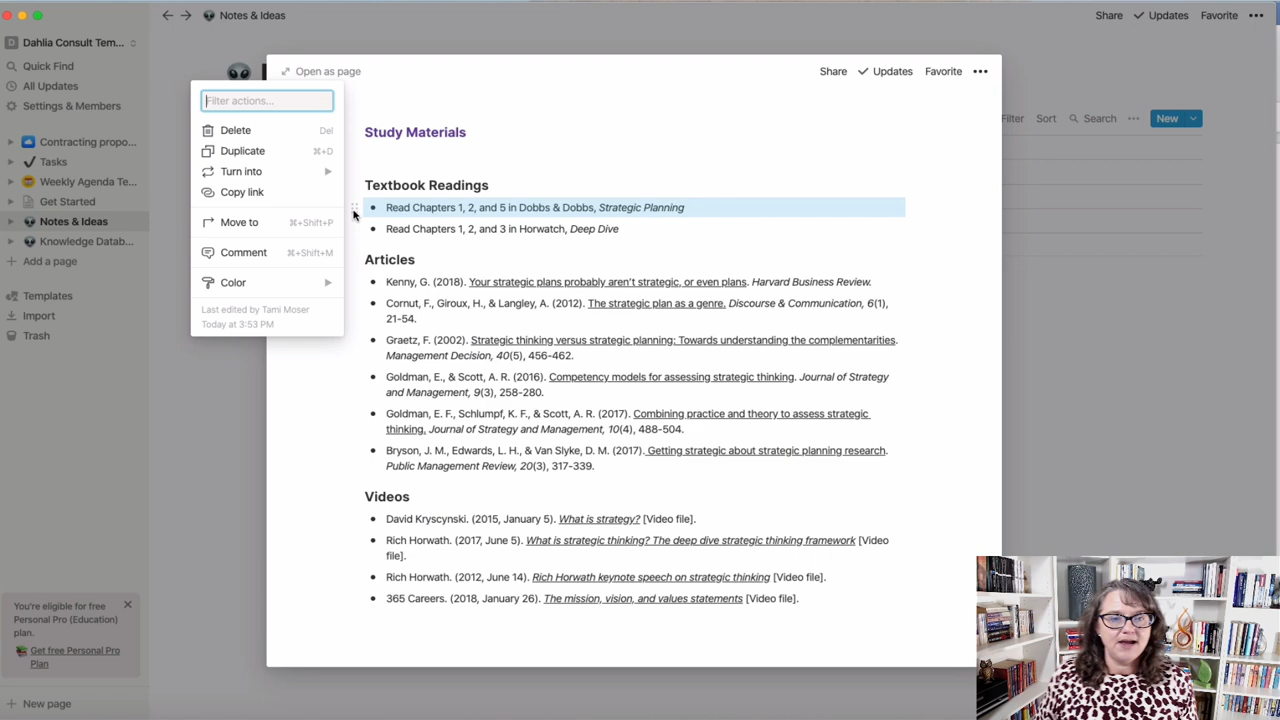 Notes & Ideas
Share
Updates
Favorite
Dahlia Consult Tem...
Quick Find
All Updates
Settings & Members
Contracting propo...
Tasks
Weekly Agenda Te...
Get Started
Notes & Ideas
Knowledge Datab...
Add a page
Templates
Import
Trash
You're eligible for free
Personal Pro (Education)
plan.
Get free Personal Pro
Plan
New page
Filter
Sort
Search
New
Open as page
Share
Updates
Favorite
Filter actions...
Delete Del
Duplicate ⌘+D
Turn into
Copy link
Move to ⌘+Shift+P
Comment ⌘+Shift+M
Color
Last edited by Tami Moser
Today at 3:53 PM
Study Materials
Textbook Readings
• Read Chapters 1, 2, and 5 in Dobbs & Dobbs, Strategic Planning
• Read Chapters 1, 2, and 3 in Horwatch, Deep Dive
Articles
• Kenny, G. (2018). Your strategic plans probably aren't strategic, or even plans. Harvard Business Review.
• Cornut, F., Giroux, H., & Langley, A. (2012). The strategic plan as a genre. Discourse & Communication, 6(1),
21-54.
• Graetz, F. (2002). Strategic thinking versus strategic planning: Towards understanding the complementarities.
Management Decision, 40(5), 456-462.
• Goldman, E., & Scott, A. R. (2016). Competency models for assessing strategic thinking. Journal of Strategy
and Management, 9(3), 258-280.
• Goldman, E. F., Schlumpf, K. F., & Scott, A. R. (2017). Combining practice and theory to assess strategic
thinking. Journal of Strategy and Management, 10(4), 488-504.
• Bryson, J. M., Edwards, L. H., & Van Slyke, D. M. (2017). Getting strategic about strategic planning research.
Public Management Review, 20(3), 317-339.
Videos
• David Kryscynski. (2015, January 5). What is strategy? [Video file].
• Rich Horwath. (2017, June 5). What is strategic thinking? The deep dive strategic thinking framework [Video
file].
• Rich Horwath. (2012, June 14). Rich Horwath keynote speech on strategic thinking [Video file].
• 365 Careers. (2018, January 26). The mission, vision, and values statements [Video file].